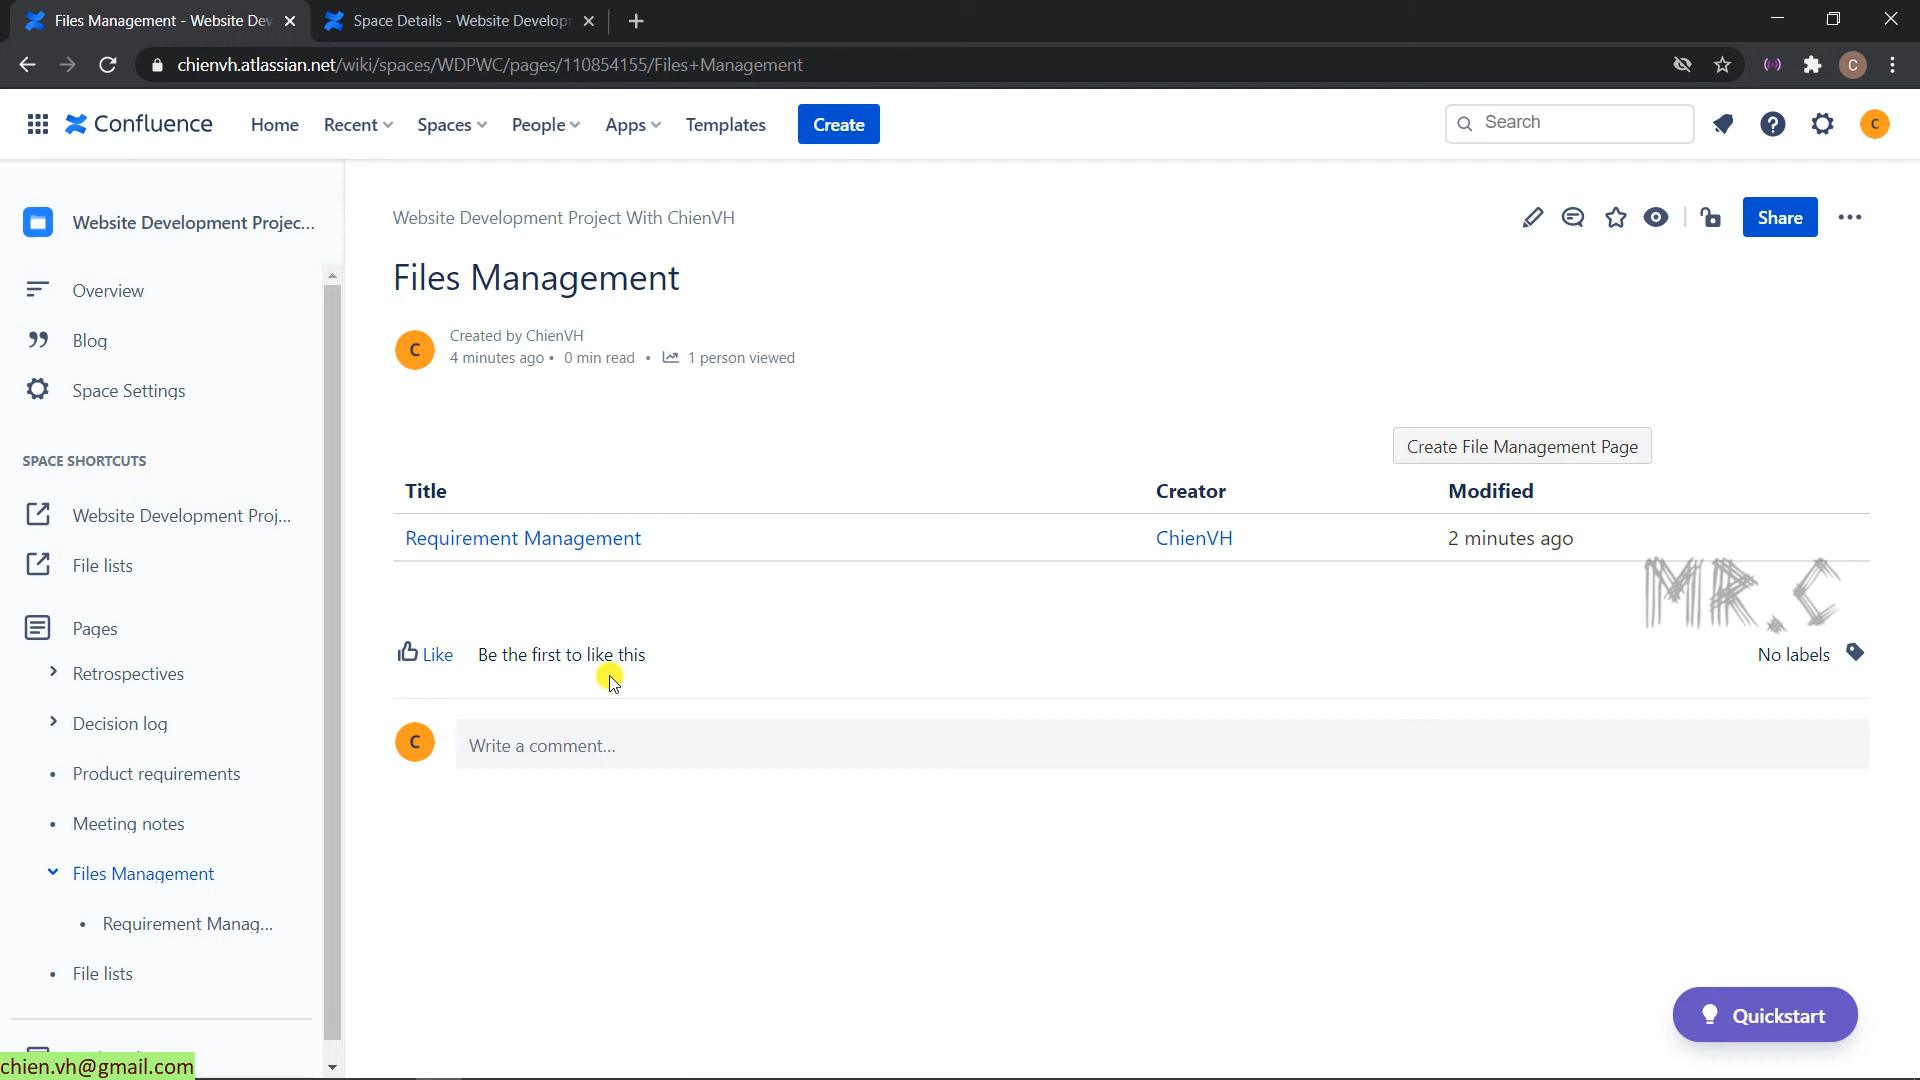 Files Management - Website Dev
Space Details - Website Develop
chienvh.atlassian.net/wiki/spaces/WDPWC/pages/110854155/Files+Management
C
Confluence
Home
Recent
Spaces
People
Apps
Templates
Create
Search
C
Website Development Projec...
Overview
Blog
Space Settings
SPACE SHORTCUTS
Website Development Proj...
File lists
Pages
Retrospectives
Decision log
Product requirements
Meeting notes
Files Management
Requirement Manag...
File lists
chien.vh@gmail.com
Website Development Project With ChienVH
Share
Files Management
C
Created by ChienVH
4 minutes ago • 0 min read • 1 person viewed
Create File Management Page
Title Creator Modified
Requirement Management ChienVH 2 minutes ago
MR.C
Like Be the first to like this
No labels
C
Write a comment...
Quickstart